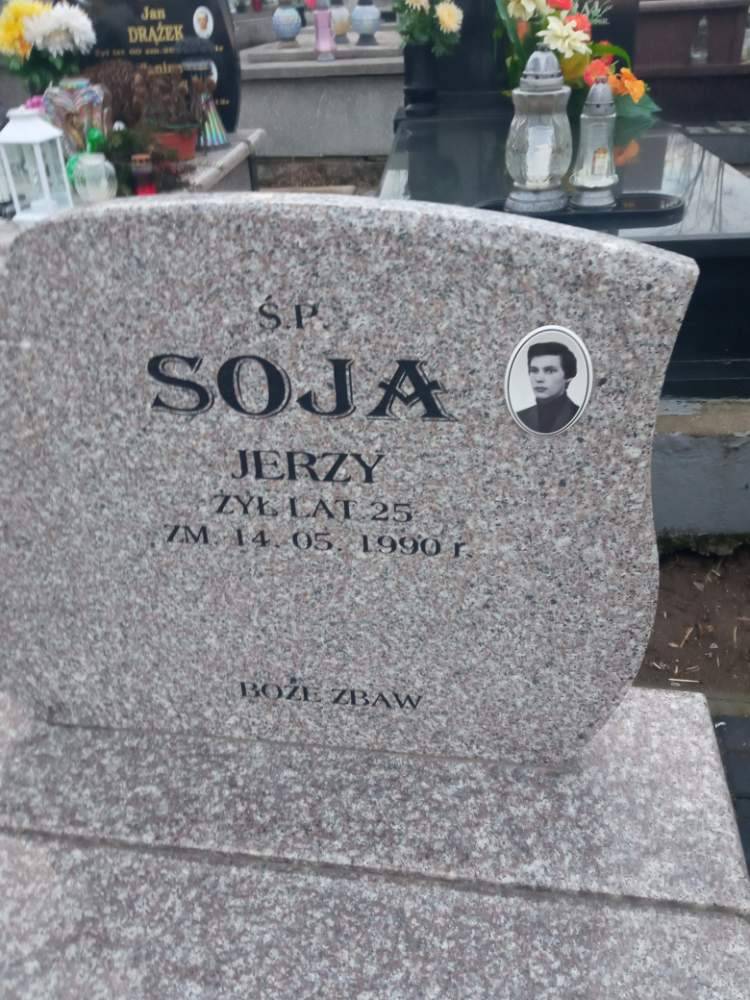 Jan
DRĄŻEK
Ś.P.
SOJA
JERZY
ŻYŁ LAT 25
ZM. 14. 05. 1990 r.
BOŻE ZBAW